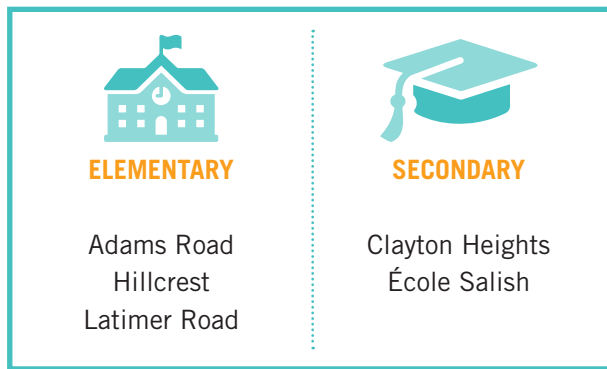 ELEMENTARY
Adams Road
Hillcrest
Latimer Road
SECONDARY
Clayton Heights
École Salish